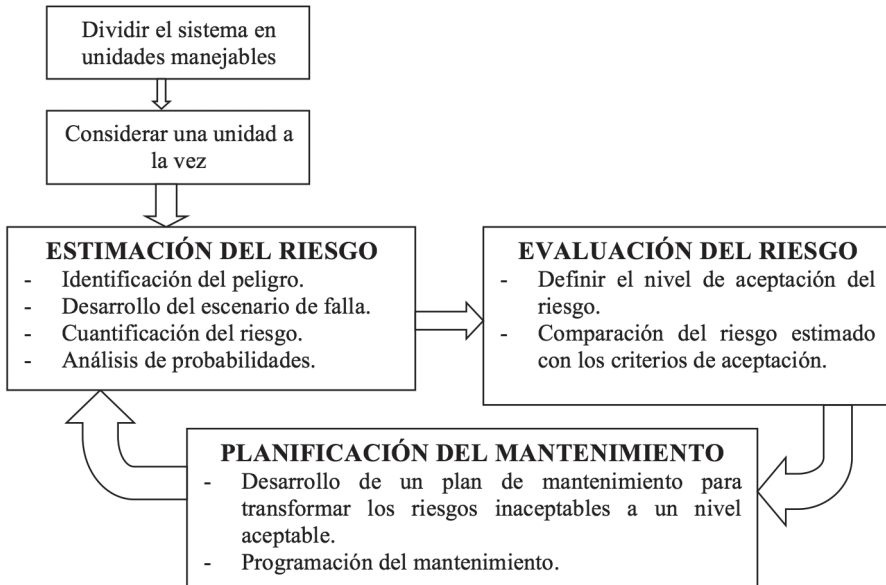 Dividir el sistema en
unidades manejables
Considerar una unidad a
la vez
ESTIMACIÓN DEL RIESGO
- Identificación del peligro.
- Desarrollo del escenario de falla.
- Cuantificación del riesgo.
- Análisis de probabilidades.
EVALUACIÓN DEL RIESGO
- Definir el nivel de aceptación del
riesgo.
- Comparación del riesgo estimado
con los criterios de aceptación.
PLANIFICACIÓN DEL MANTENIMIENTO
- Desarrollo de un plan de mantenimiento para
transformar los riesgos inaceptables a un nivel
aceptable.
- Programación del mantenimiento.